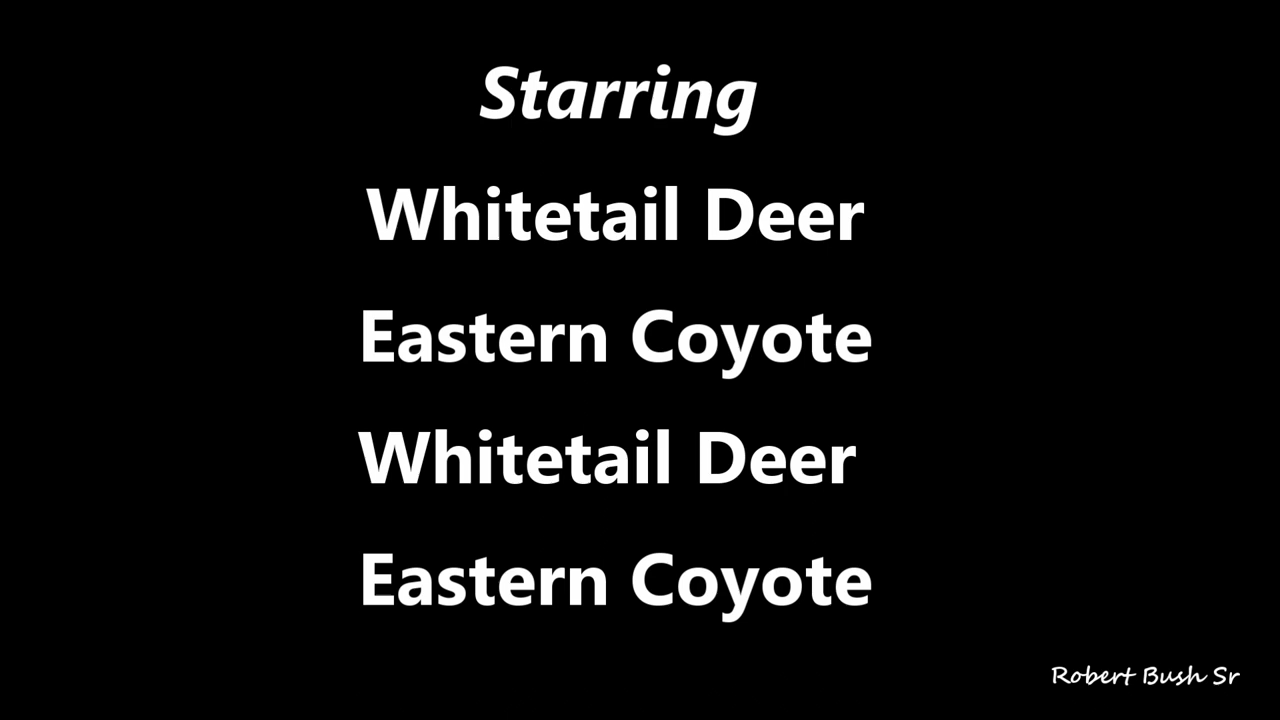 Starring
Whitetail Deer
Eastern Coyote
Whitetail Deer
Eastern Coyote
Robert Bush Sr